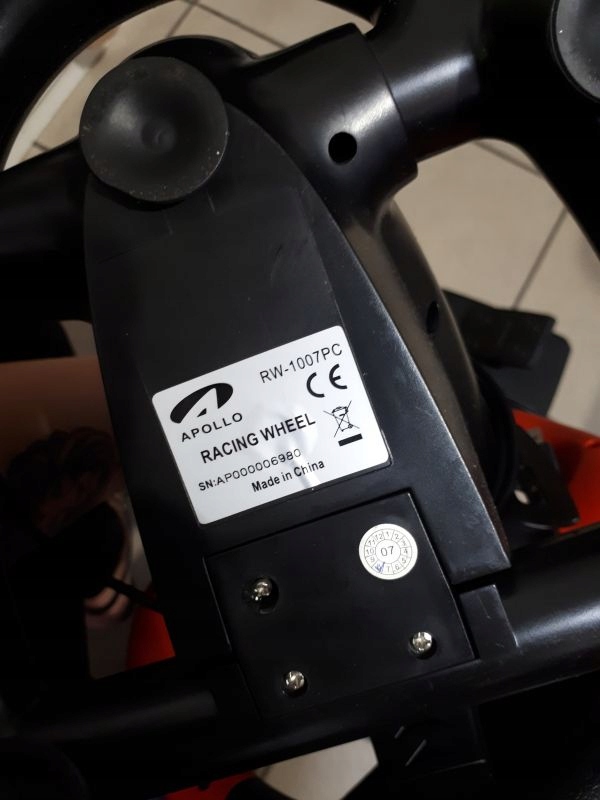 RW-1007PC
CE
APOLLO
RACING WHEEL
SN:AP000006980
Made in China
07